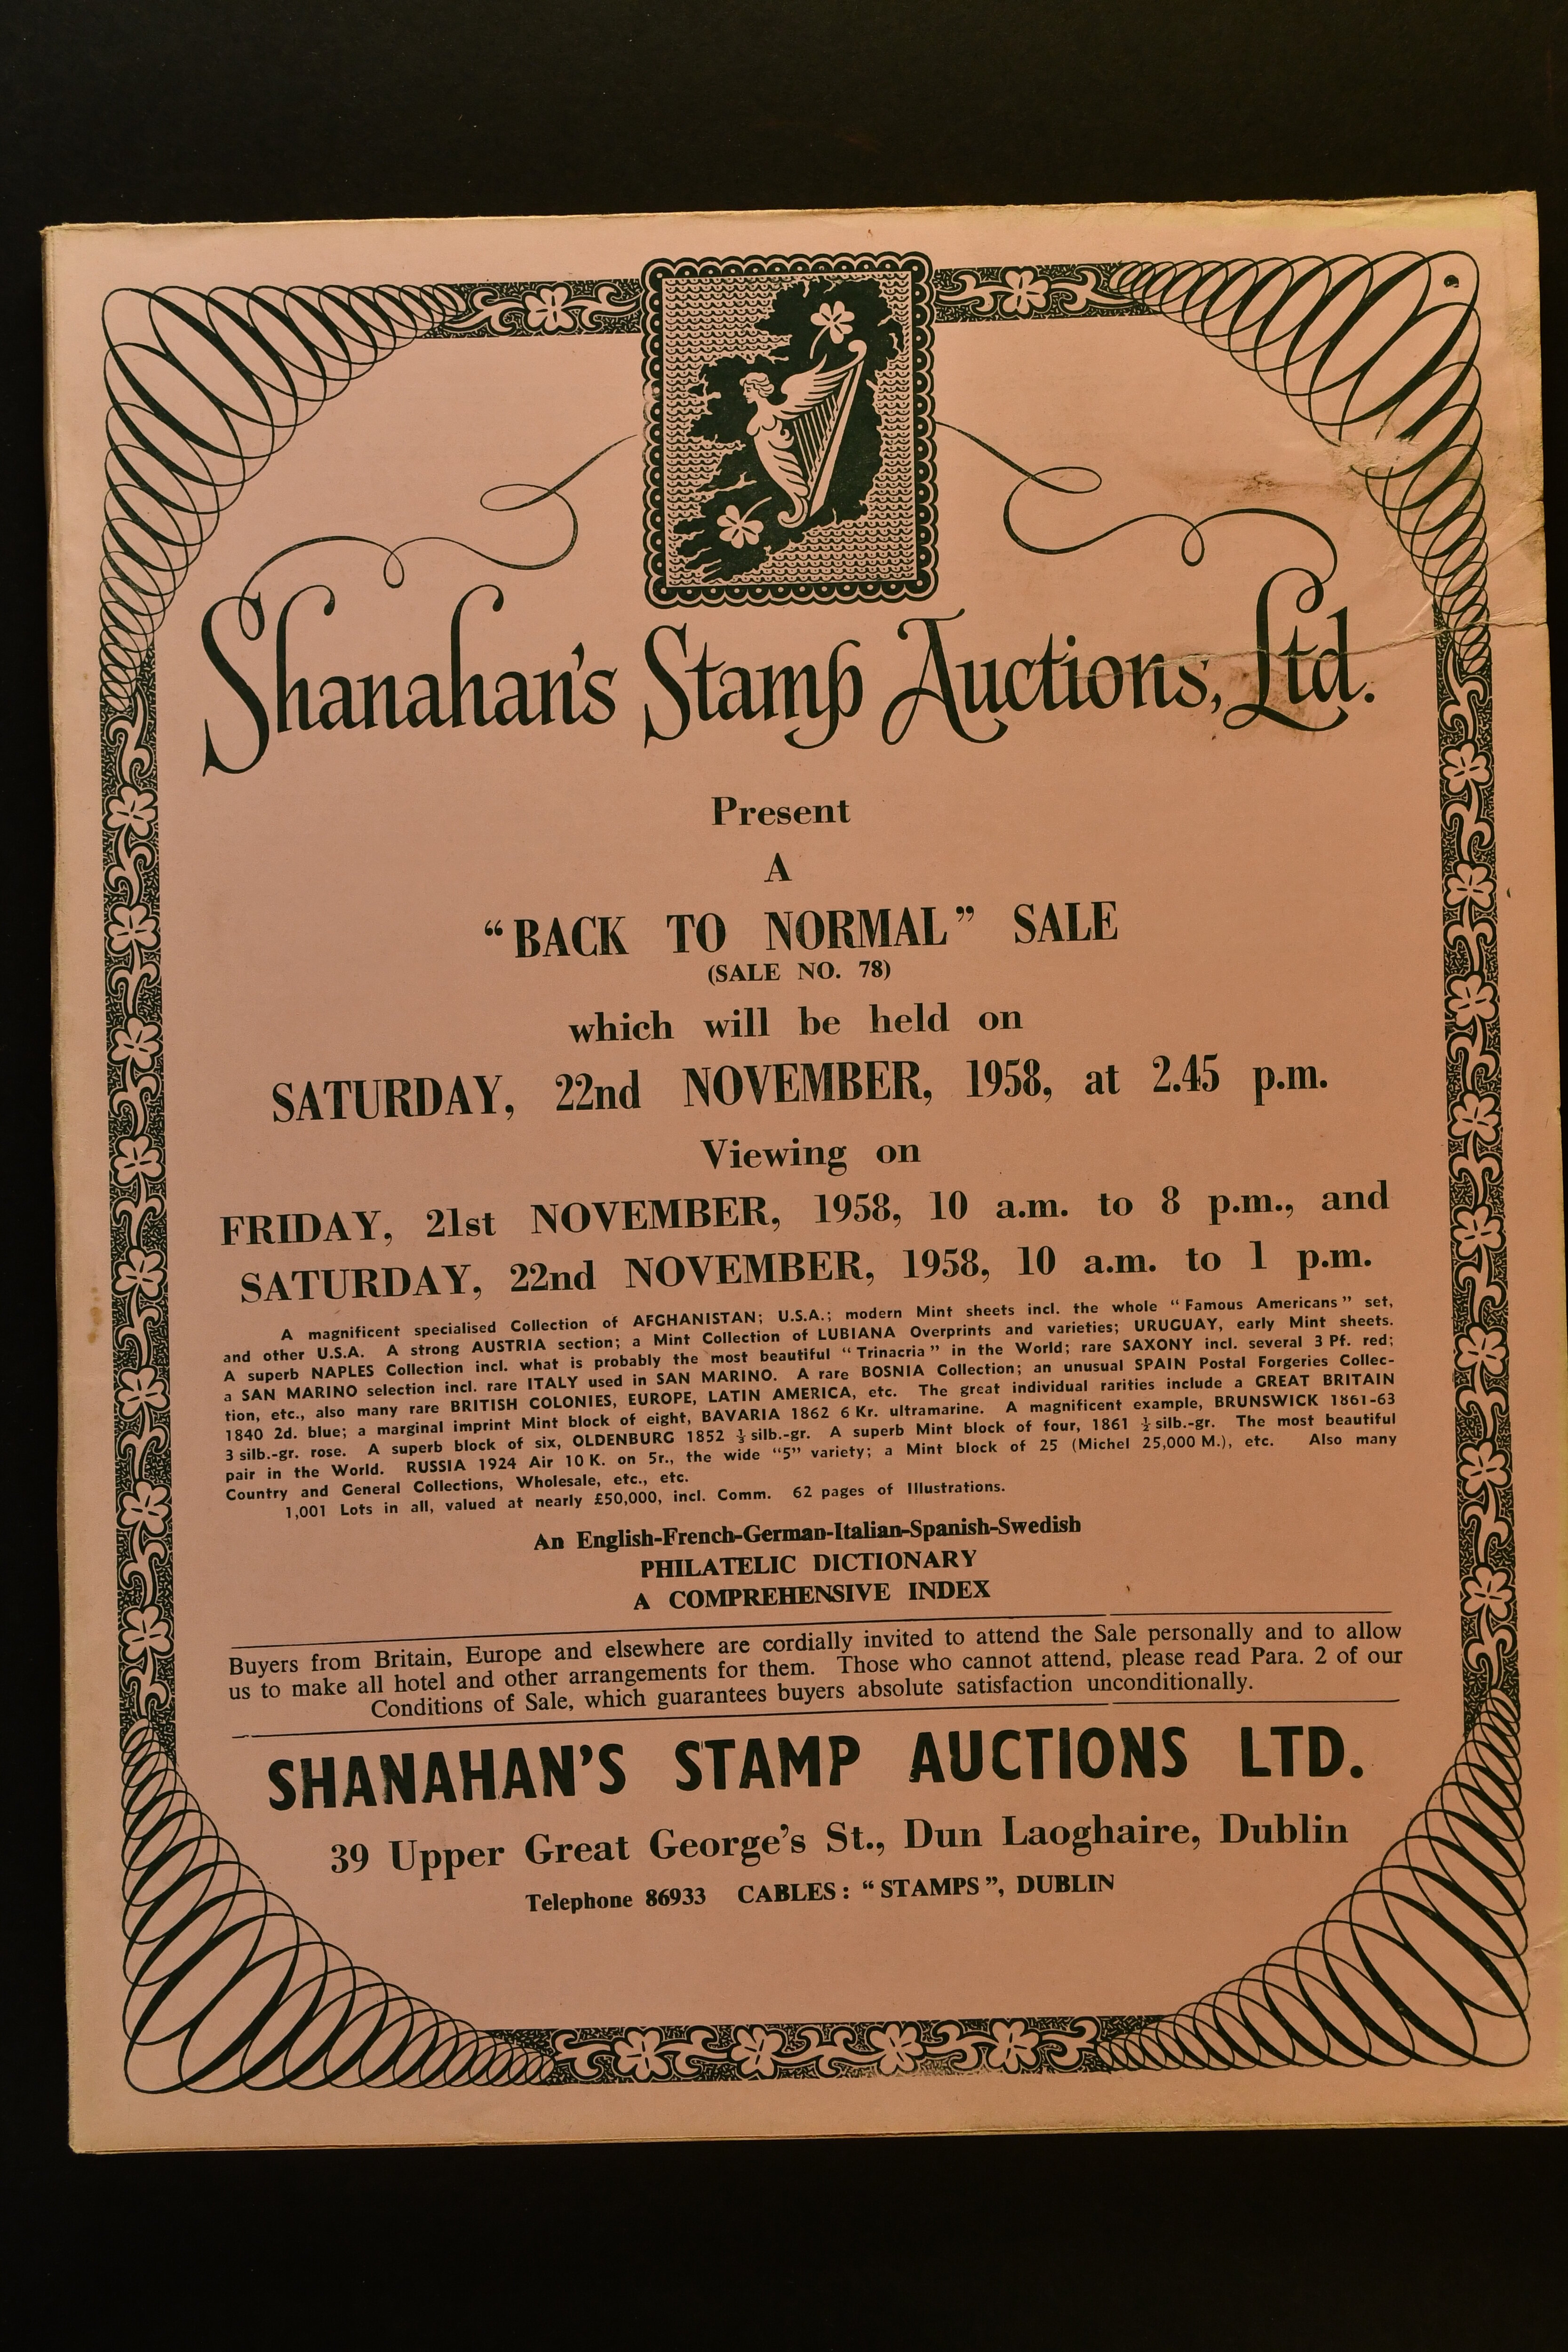 Shanahan's Stamp Auctions, Ltd.
Present
A
“BACK TO NORMAL” SALE
(SALE NO. 78)
which will be held on
SATURDAY, 22nd NOVEMBER, 1958, at 2.45 p.m.
Viewing on
FRIDAY, 21st NOVEMBER, 1958, 10 a.m. to 8 p.m., and
SATURDAY, 22nd NOVEMBER, 1958, 10 a.m. to 1 p.m.
A magnificent specialised Collection of AFGHANISTAN; U.S.A.; modern Mint sheets incl. the whole “Famous Americans” set,
and other U.S.A. A strong AUSTRIA section; a Mint Collection of LUBIANA Overprints and varieties; URUGUAY, early Mint sheets.
A superb NAPLES Collection incl. what is probably the most beautiful “Trinacria” in the World; rare SAXONY incl. several 3 Pf. red;
a SAN MARINO selection incl. rare ITALY used in SAN MARINO. A rare BOSNIA Collection; an unusual SPAIN Postal Forgeries Collec-
tion, etc., also many rare BRITISH COLONIES, EUROPE, LATIN AMERICA, etc. The great individual rarities include a GREAT BRITAIN
1840 2d. blue; a marginal imprint Mint block of eight, BAVARIA 1862 6 Kr. ultramarine. A magnificent example, BRUNSWICK 1861-63
3 silb.-gr. rose. A superb block of six, OLDENBURG 1852 ⅓ silb.-gr. A superb Mint block of four, 1861 ½ silb.-gr. The most beautiful
pair in the World. RUSSIA 1924 Air 10 K. on 5r., the wide “5” variety; a Mint block of 25 (Michel 25,000 M.), etc. Also many
Country and General Collections, Wholesale, etc., etc.
1,001 Lots in all, valued at nearly £50,000, incl. Comm. 62 pages of Illustrations.
An English-French-German-Italian-Spanish-Swedish
PHILATELIC DICTIONARY
A COMPREHENSIVE INDEX
Buyers from Britain, Europe and elsewhere are cordially invited to attend the Sale personally and to allow
us to make all hotel and other arrangements for them. Those who cannot attend, please read Para. 2 of our
Conditions of Sale, which guarantees buyers absolute satisfaction unconditionally.
SHANAHAN'S STAMP AUCTIONS LTD.
39 Upper Great George's St., Dun Laoghaire, Dublin
Telephone 86933 CABLES: “STAMPS”, DUBLIN